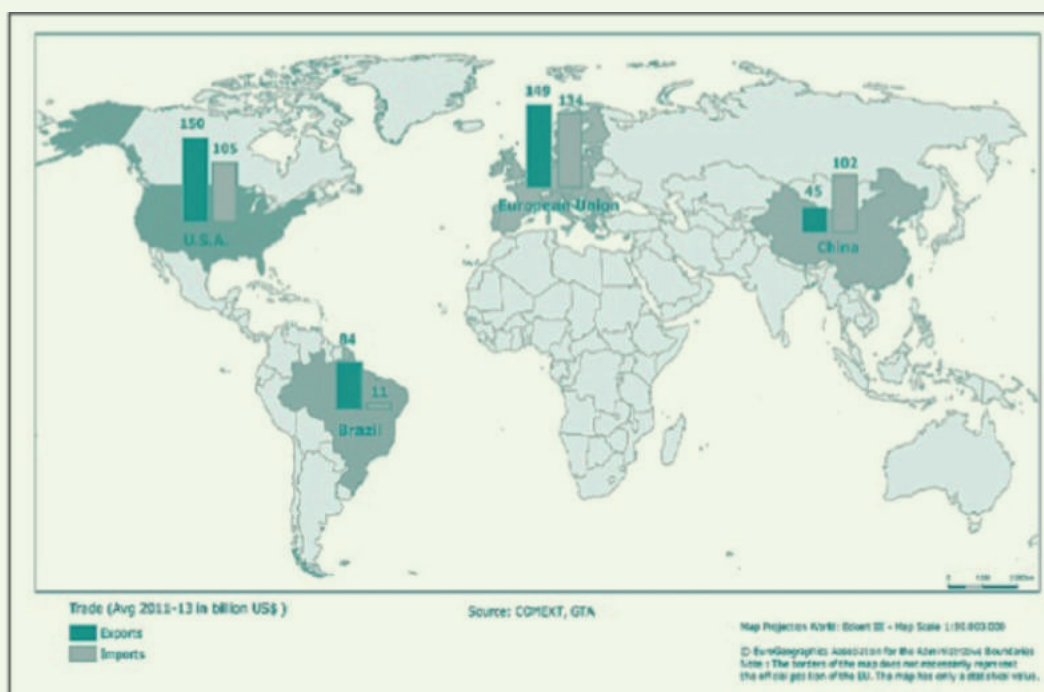 150
105
U.S.A.
149
134
European Union
102
45
China
84
11
Brazil
0
Trade (Avg 2011-13 in billion US$ )
Exports
Imports
Source: COMEXT, GTA
Map Projection World: Eckert III - Map Scale
© EuroGeographics Association for the Administrative Boundaries
Note : The borders of the map does not necessarily represent
the official position of the EU. The map has only a statistical value.